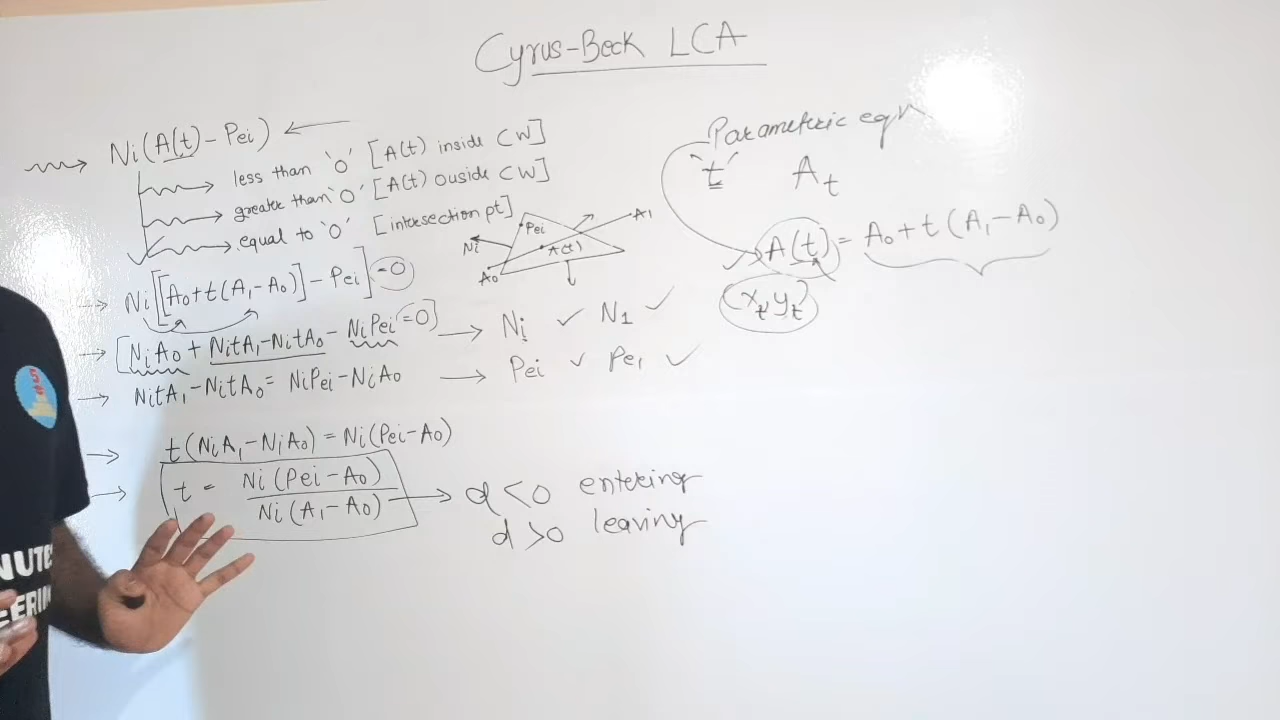 Cyrus-Beck LCA
Ni(A(t) - Pei)
less than '0' [A(t) inside CW]
greater than '0' [A(t) ouside CW]
equal to '0' [intersection pt]
Ni[[A0+t(A1-A0)] - Pei] = 0
[NiA0 + NitA1 - NitA0 - NiPei = 0]
NitA1 - NitA0 = NiPei - NiA0
t(NiA1 - NiA0) = Ni(Pei - A0)
t = Ni(Pei - A0)
Ni(A1 - A0)
d < 0 entering
d > 0 leaving
Ni
Pei
A(t)
A1
A0
Ni ✓ N1 ✓
Pei ✓ Pe1 ✓
Parametric eqn
"t" At
A(t) = A0 + t(A1 - A0)
(xt, yt)
5
NUTES
EERIN